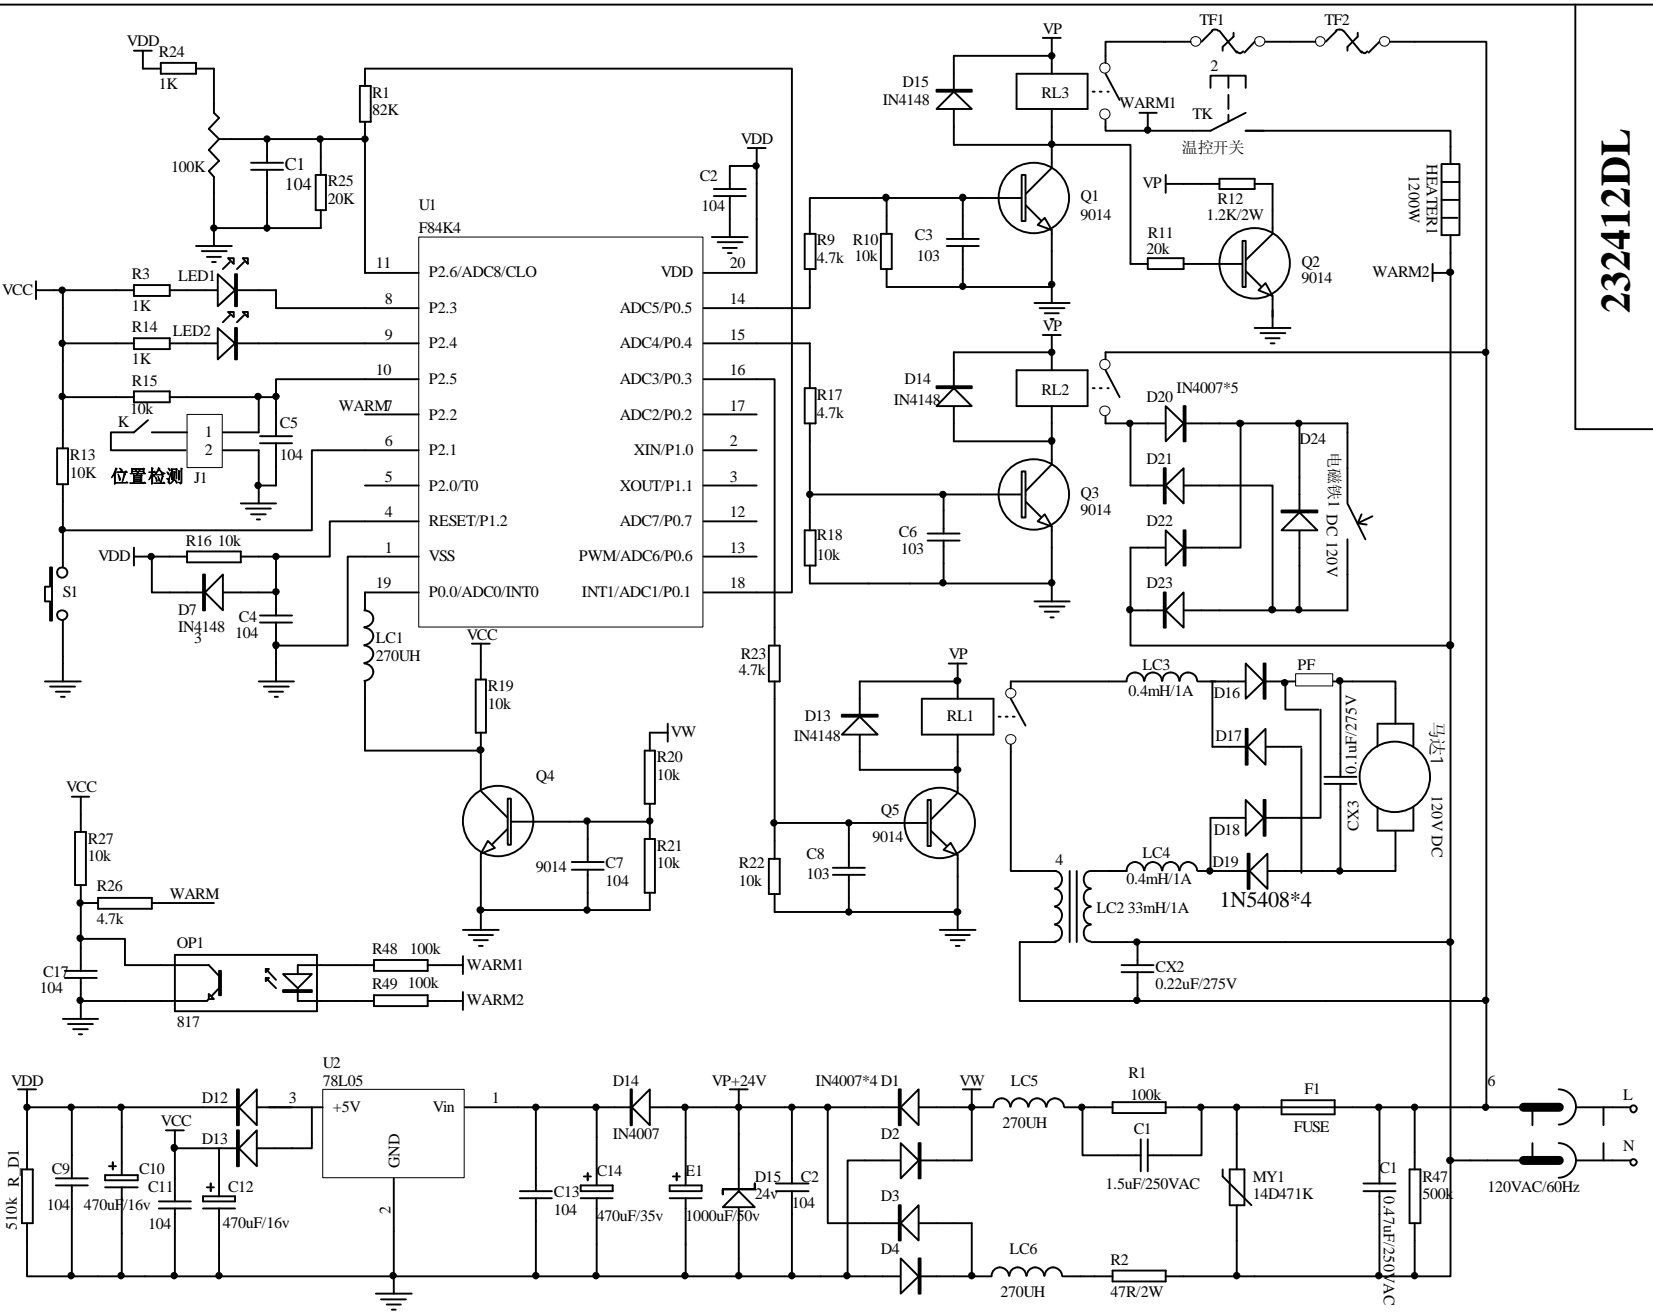 232412DL
VDD
R24
1K
100K
C1
104
R25
20K
R1
82K
VDD
C2
104
U1
F84K4
11
P2.6/ADC8/CLO
8
P2.3
9
P2.4
10
P2.5
7
P2.2
6
P2.1
5
P2.0/T0
4
RESET/P1.2
1
VSS
19
P0.0/ADC0/INT0
VDD
20
ADC5/P0.5
14
ADC4/P0.4
15
ADC3/P0.3
16
ADC2/P0.2
17
XIN/P1.0
2
XOUT/P1.1
3
ADC7/P0.7
12
PWM/ADC6/P0.6
13
INT1/ADC1/P0.1
18
VCC
R3
1K
LED1
R14
1K
LED2
R15
10k
WARM
K
1
2
J1
位置检测
C5
104
R13
10K
S1
VDD
R16 10k
D7
IN4148
3
C4
104
LC1
270UH
VCC
R19
10k
VW
R20
10k
Q4
9014
C7
104
R21
10k
VCC
R27
10k
R26
4.7k
WARM
C17
104
OP1
817
R48 100k
WARM1
R49 100k
WARM2
VP
D15
IN4148
RL3
R9
4.7k
R10
10k
C3
103
Q1
9014
TF1
TF2
2
WARM1
TK
温控开关
VP
R12
1.2K/2W
R11
20k
Q2
9014
HEATER1
1200W
WARM2
VP
D14
IN4148
RL2
R17
4.7k
R18
10k
C6
103
Q3
9014
D20
IN4007*5
D21
D22
D23
D24
电磁铁1 DC 120V
R23
4.7k
VP
D13
IN4148
RL1
Q5
9014
R22
10k
C8
103
LC3
0.4mH/1A
D16
PF
D17
D18
D19
LC4
0.4mH/1A
1N5408*4
0.1uF/275V
CX3
马达1
120V DC
4
LC2 33mH/1A
CX2
0.22uF/275V
VDD
D12
VCC
D13
U2
78L05
3
+5V
Vin
1
GND
2
R_D1
510k
C9
104
C10
470uF/16v
C11
104
C12
470uF/16v
D14
IN4007
C13
104
C14
470uF/35v
VP+24V
E1
1000uF/50v
D15
24v
C2
104
IN4007*4 D1
D2
D3
D4
VW
LC5
270UH
LC6
270UH
R1
100k
C1
1.5uF/250VAC
R2
47R/2W
MY1
14D471K
F1
FUSE
C1
0.47uF/250VAC
R47
500k
6
L
N
120VAC/60Hz